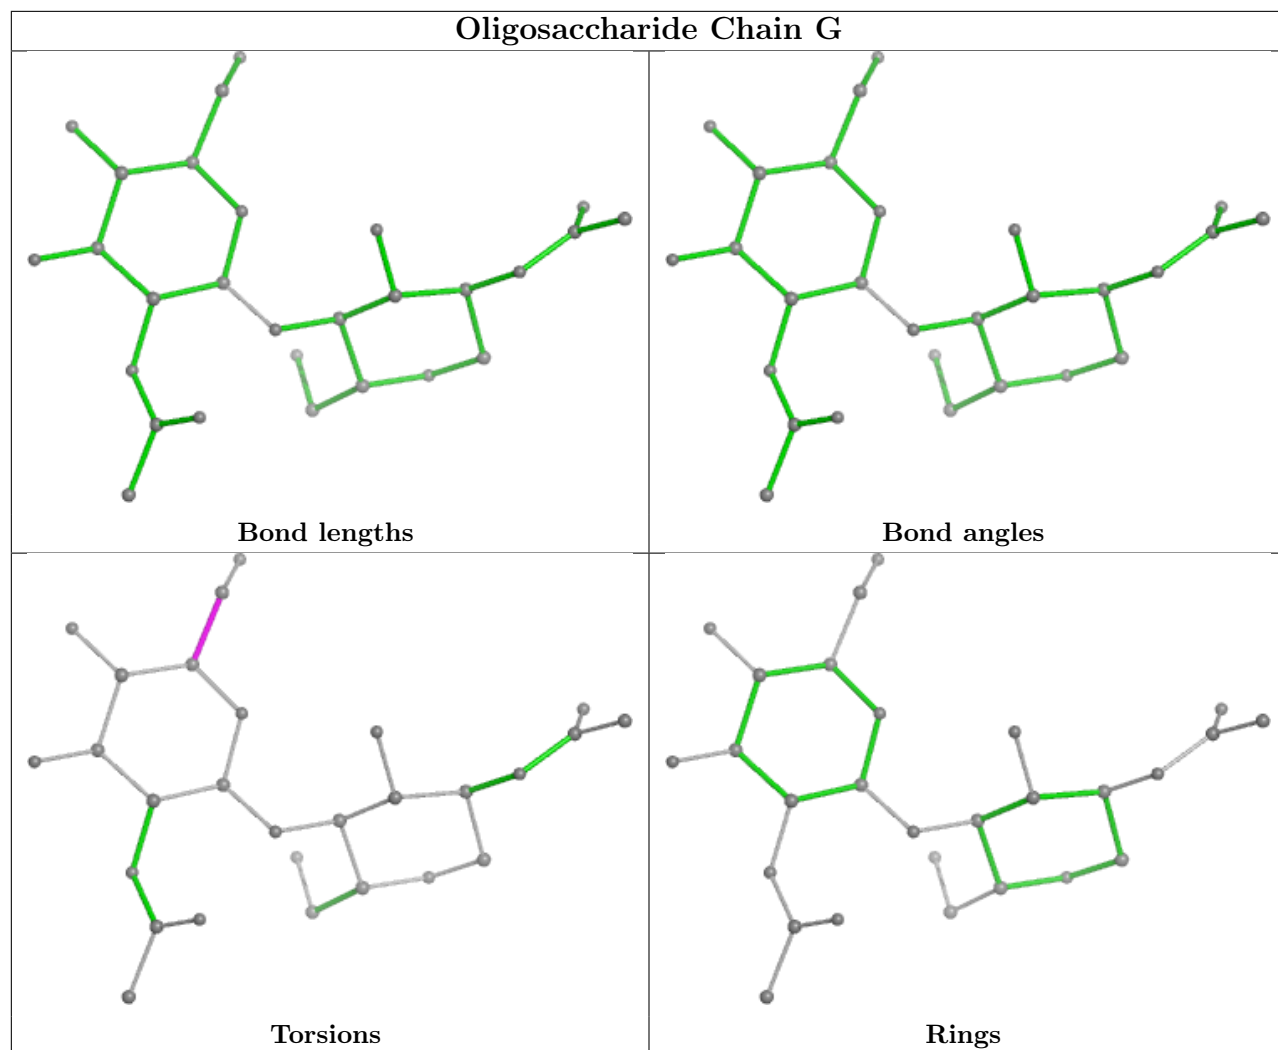 Oligosaccharide Chain G
Bond lengths
Bond angles
Torsions
Rings